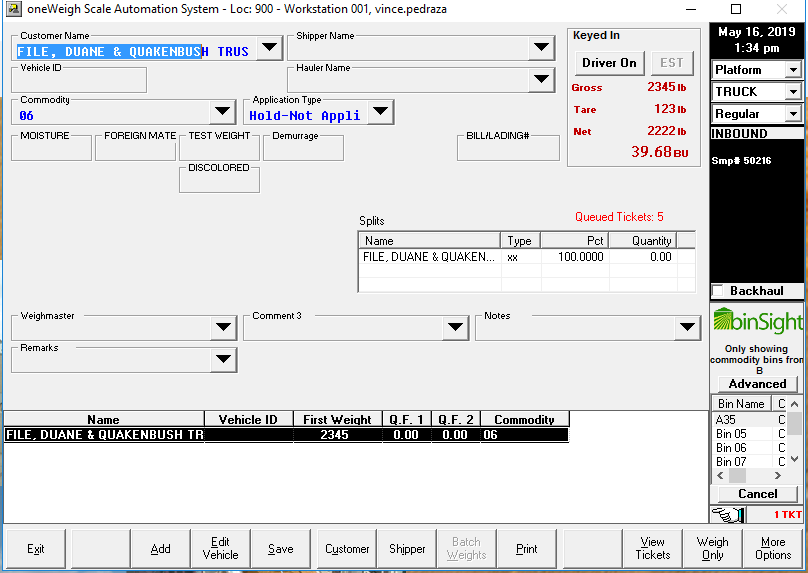 oneWeigh Scale Automation System - Loc: 900 - Workstation 001, vince.pedraza
Customer Name
FILE, DUANE & QUAKENBUSH TRUS
Shipper Name
Vehicle ID
Hauler Name
Commodity
06
Application Type
Hold-Not Appli
MOISTURE
FOREIGN MATE
TEST WEIGHT
Demurrage
BILL/LADING#
DISCOLORED
Keyed In
Driver On
EST
Gross 2345 lb
Tare 123 lb
Net 2222 lb
39.68 BU
May 16, 2019
1:34 pm
Platform
TRUCK
Regular
INBOUND
Smp# 50216
Backhaul
Queued Tickets: 5
Splits
Name Type Pct Quantity
FILE, DUANE & QUAKEN... xx 100.0000 0.00
Weighmaster
Comment 3
Notes
Remarks
binSight
Only showing
commodity bins from
B
Advanced
Bin Name C
A35 C
Bin 05 C
Bin 06 C
Bin 07 C
Cancel
1 TKT
Name Vehicle ID First Weight Q.F. 1 Q.F. 2 Commodity
FILE, DUANE & QUAKENBUSH TR 2345 0.00 0.00 06
Exit
Add
Edit
Vehicle
Save
Customer
Shipper
Batch
Weights
Print
View
Tickets
Weigh
Only
More
Options